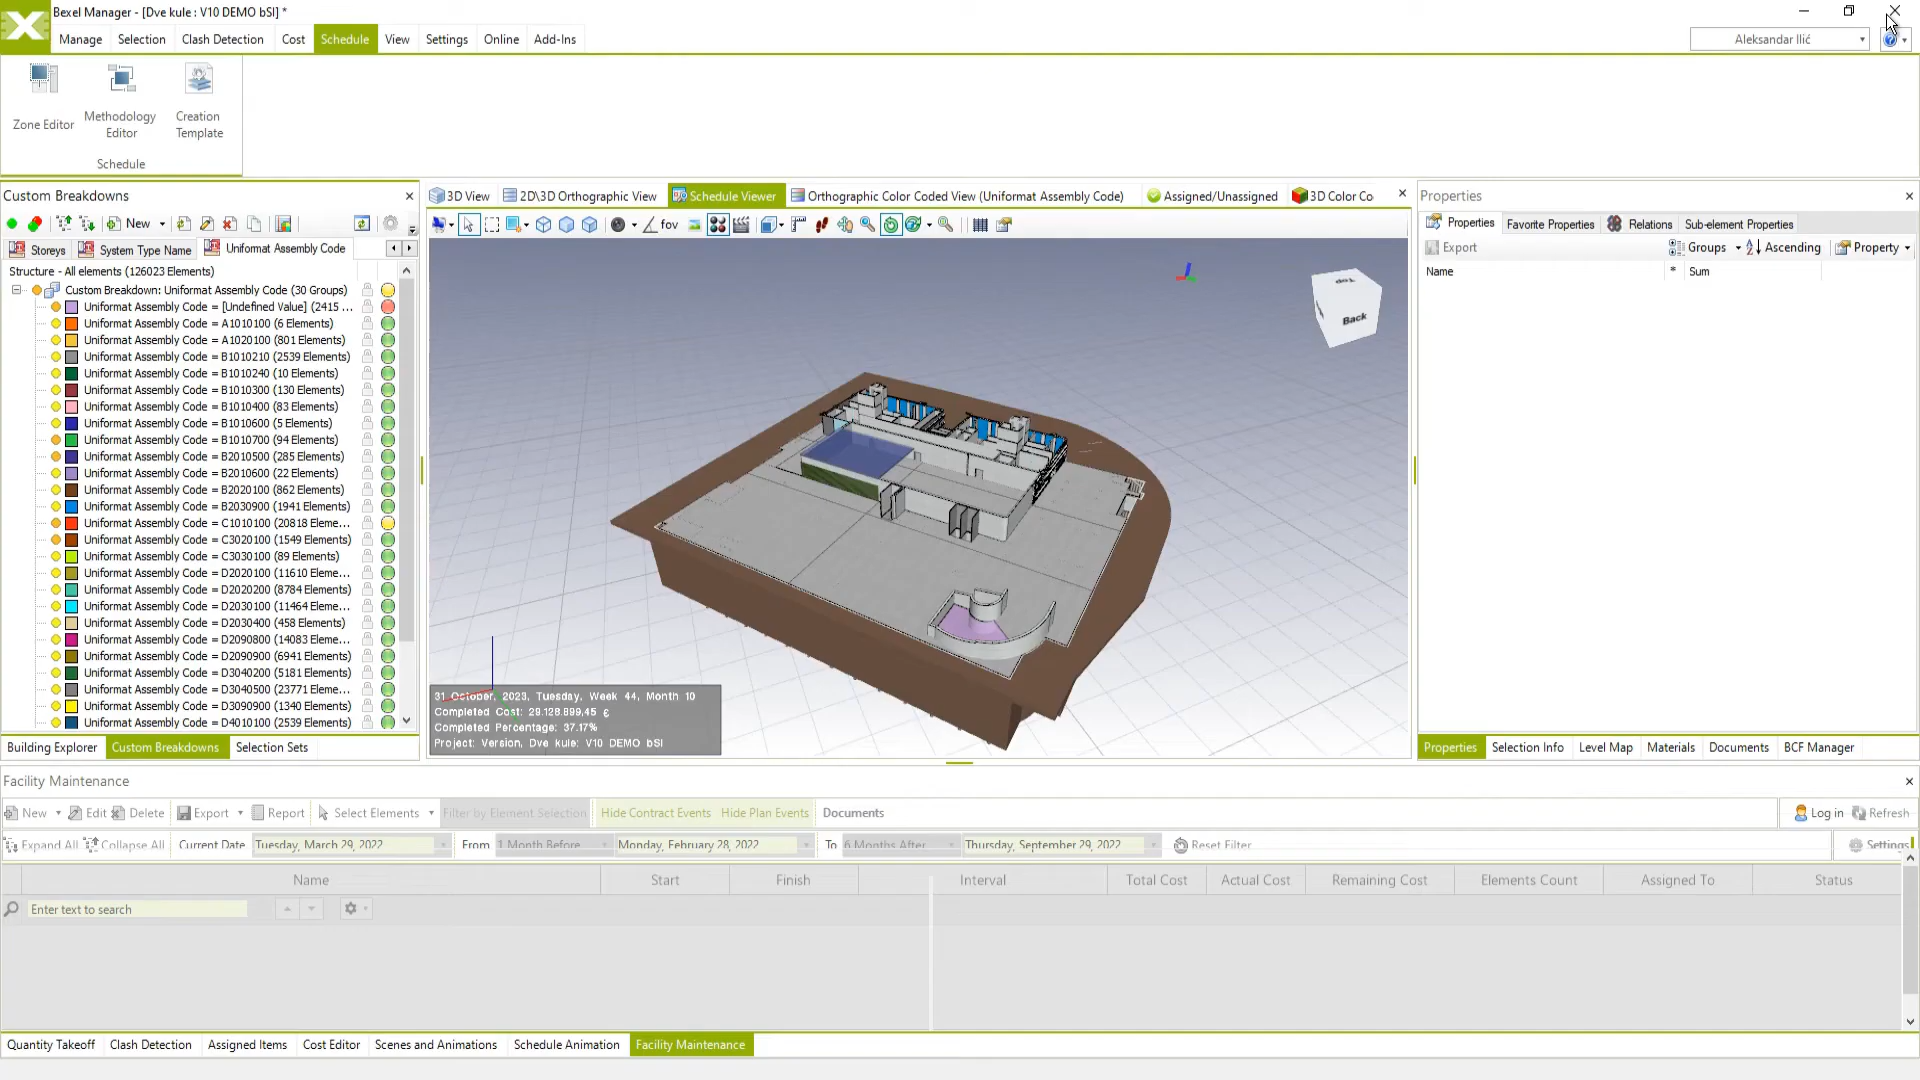 Bexel Manager - [Dve kule : V10 DEMO bSI] *
Manage Selection Clash Detection Cost Schedule View Settings Online Add-Ins
Aleksandar Ilić
Zone Editor
Methodology Editor
Creation Template
Schedule
Custom Breakdowns
New
Storeys System Type Name Uniformat Assembly Code
Structure - All elements (126023 Elements)
Custom Breakdown: Uniformat Assembly Code (30 Groups)
Uniformat Assembly Code = [Undefined Value] (2415 ...
Uniformat Assembly Code = A1010100 (6 Elements)
Uniformat Assembly Code = A1020100 (801 Elements)
Uniformat Assembly Code = B1010210 (2539 Elements)
Uniformat Assembly Code = B1010240 (10 Elements)
Uniformat Assembly Code = B1010300 (130 Elements)
Uniformat Assembly Code = B1010400 (83 Elements)
Uniformat Assembly Code = B1010600 (5 Elements)
Uniformat Assembly Code = B1010700 (94 Elements)
Uniformat Assembly Code = B2010500 (285 Elements)
Uniformat Assembly Code = B2010600 (22 Elements)
Uniformat Assembly Code = B2020100 (862 Elements)
Uniformat Assembly Code = B2030900 (1941 Elements)
Uniformat Assembly Code = C1010100 (20818 Eleme...
Uniformat Assembly Code = C3020100 (1549 Elements)
Uniformat Assembly Code = C3030100 (89 Elements)
Uniformat Assembly Code = D2020100 (11610 Eleme...
Uniformat Assembly Code = D2020200 (8784 Elements)
Uniformat Assembly Code = D2030100 (11464 Eleme...
Uniformat Assembly Code = D2030400 (458 Elements)
Uniformat Assembly Code = D2090800 (14083 Eleme...
Uniformat Assembly Code = D2090900 (6941 Elements)
Uniformat Assembly Code = D3040200 (5181 Elements)
Uniformat Assembly Code = D3040500 (23771 Eleme...
Uniformat Assembly Code = D3090900 (1340 Elements)
Uniformat Assembly Code = D4010100 (2539 Elements)
Building Explorer Custom Breakdowns Selection Sets
3D View 2D\3D Orthographic View Schedule Viewer Orthographic Color Coded View (Uniformat Assembly Code) Assigned/Unassigned 3D Color Co
fov
Top
Back
31 October, 2023, Tuesday, Week 44, Month 10
Completed Cost: 29.128.899,45 €
Completed Percentage: 37.17%
Project: Version, Dve kule: V10 DEMO bSI
Properties
Properties Favorite Properties Relations Sub-element Properties
Export Groups Ascending Property
Name * Sum
Properties Selection Info Level Map Materials Documents BCF Manager
Facility Maintenance
New Edit Delete Export Report Select Elements Filter by Element Selection Hide Contract Events Hide Plan Events Documents Log in Refresh
Expand All Collapse All Current Date Tuesday, March 29, 2022 From 1 Month Before Monday, February 28, 2022 To 6 Months After Thursday, September 29, 2022 Reset Filter Settings
Name Start Finish Interval Total Cost Actual Cost Remaining Cost Elements Count Assigned To Status
Enter text to search
Quantity Takeoff Clash Detection Assigned Items Cost Editor Scenes and Animations Schedule Animation Facility Maintenance